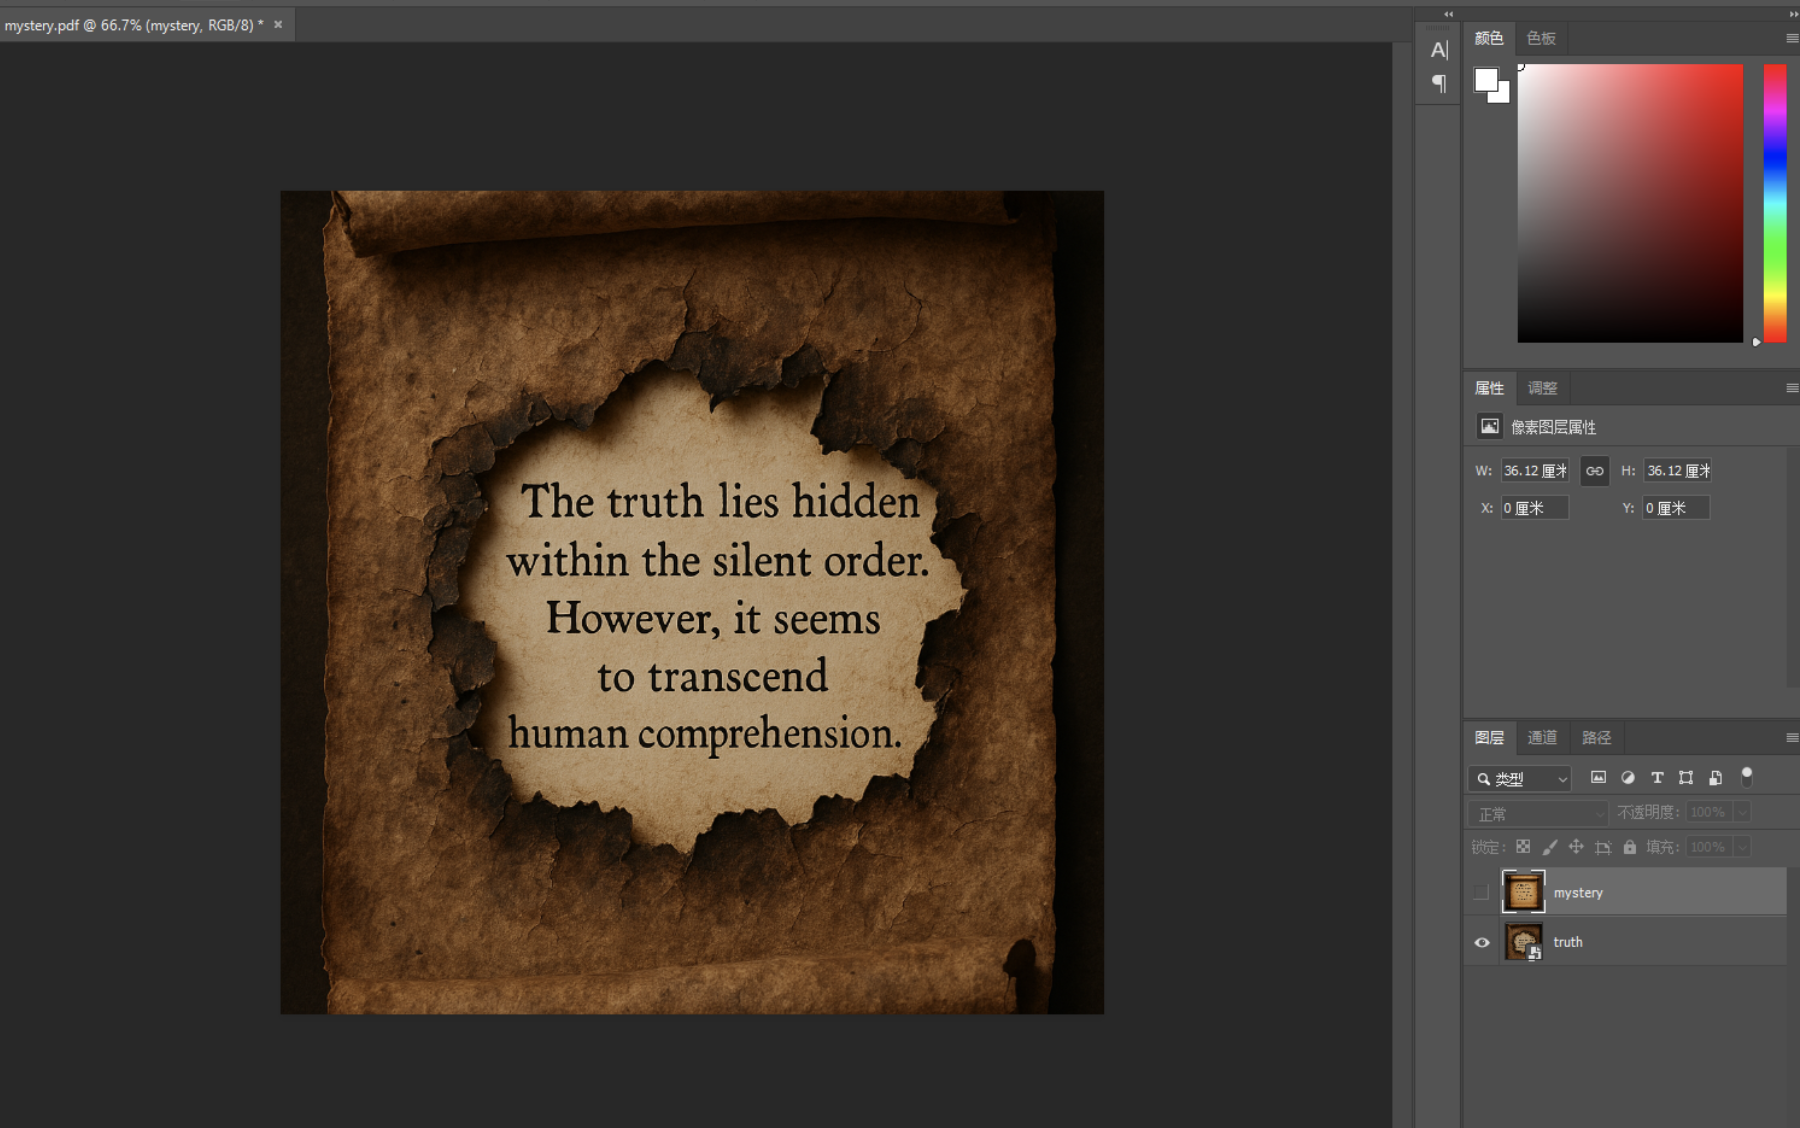 mystery.pdf @ 66.7% (mystery, RGB/8) * ×
A|
¶
颜色 色板
属性 调整
像素图层属性
W: 36.12 厘米 H: 36.12 厘米
X: 0 厘米 Y: 0 厘米
The truth lies hidden
within the silent order.
However, it seems
to transcend
human comprehension.
图层 通道 路径
类型
T
正常 不透明度: 100%
锁定: 填充: 100%
mystery
truth